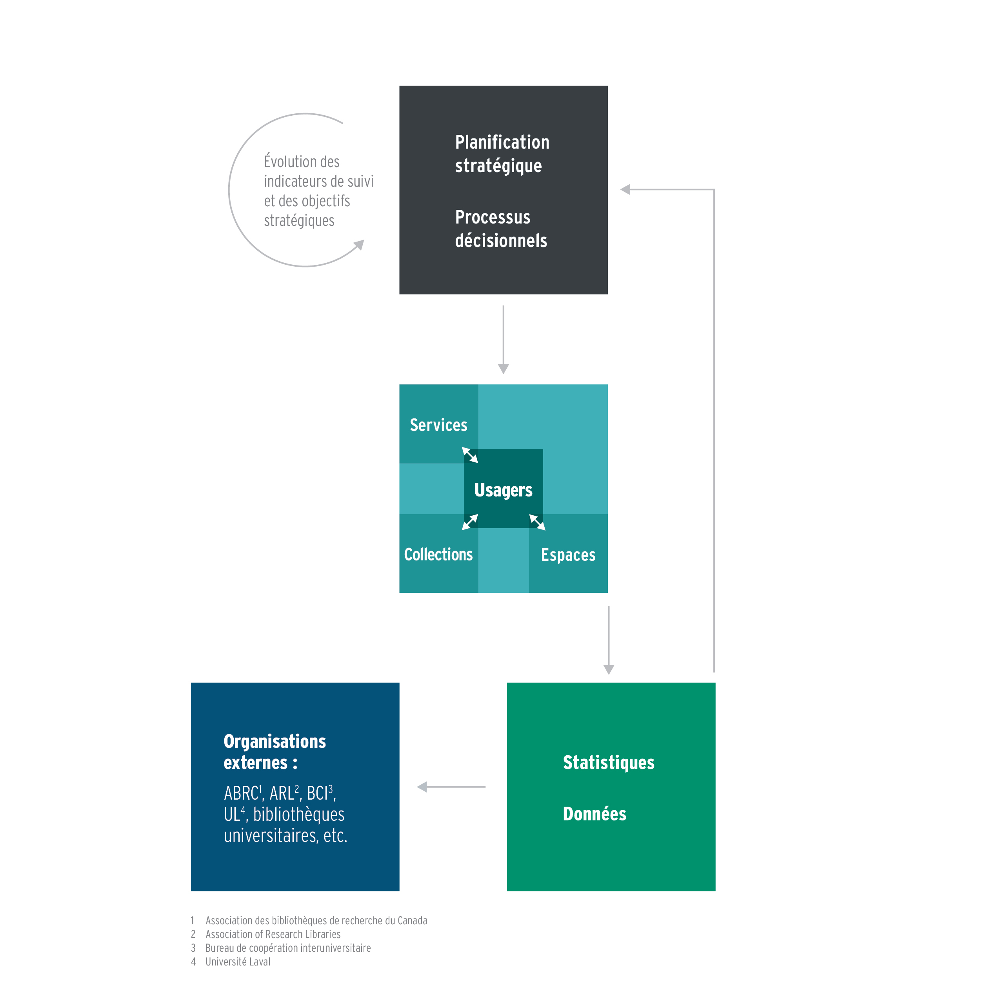 Planification
stratégique
Processus
décisionnels
Évolution des
indicateurs de suivi
et des objectifs
stratégiques
Services
Usagers
Collections
Espaces
Organisations
externes :
ABRC¹, ARL², BCI³,
UL⁴, bibliothèques
universitaires, etc.
Statistiques
Données
1 Association des bibliothèques de recherche du Canada
2 Association of Research Libraries
3 Bureau de coopération interuniversitaire
4 Université Laval